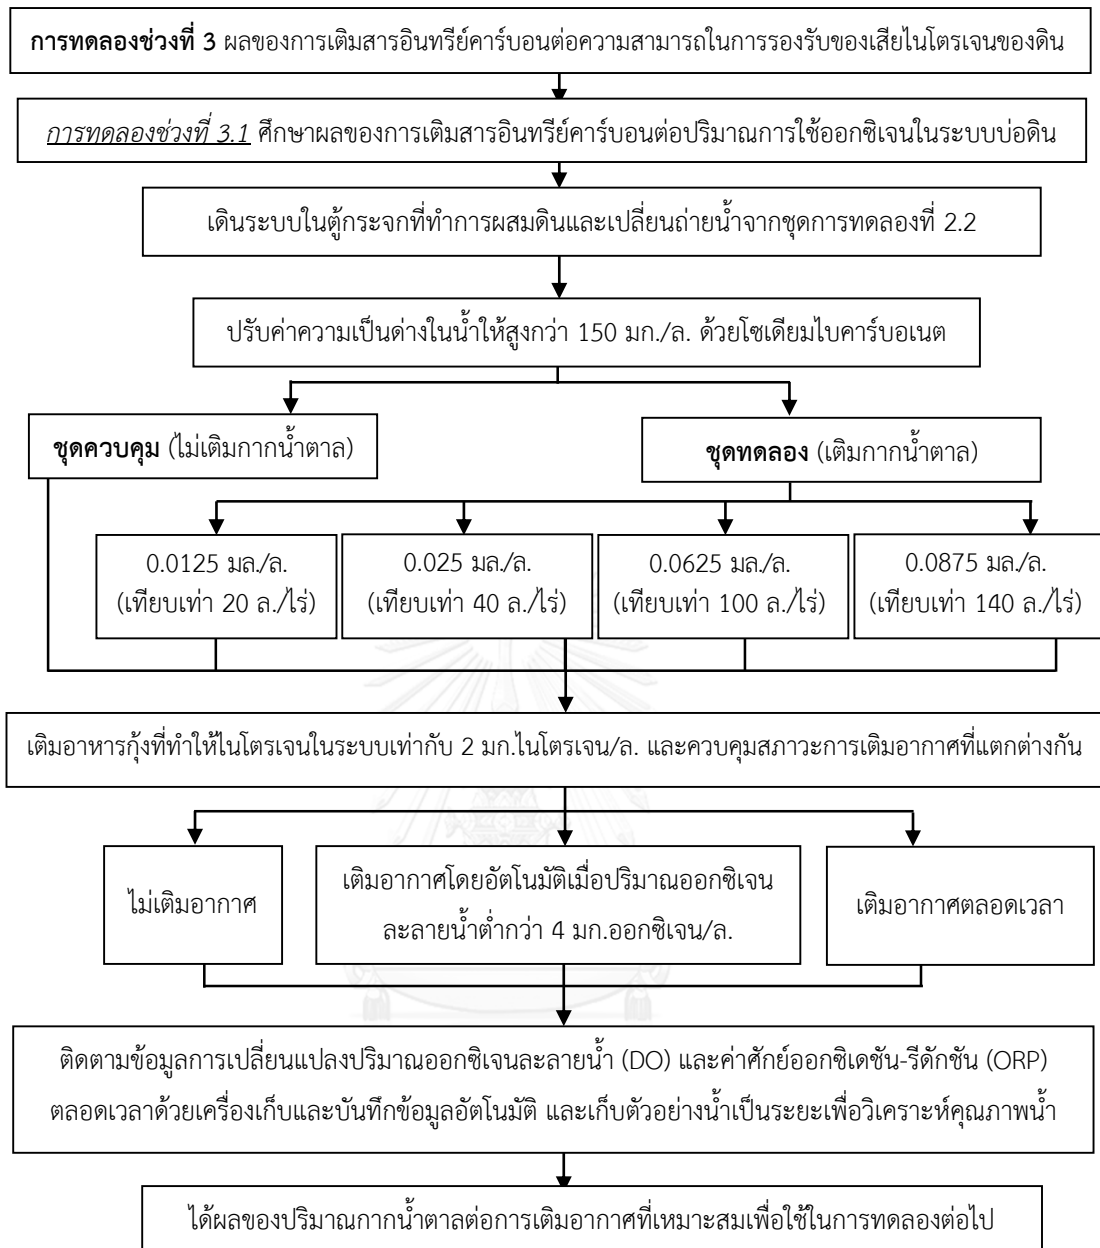 การทดลองช่วงที่ 3 ผลของการเติมสารอินทรีย์คาร์บอนต่อความสามารถในการรองรับของเสียไนโตรเจนของดิน
การทดลองช่วงที่ 3.1 ศึกษาผลของการเติมสารอินทรีย์คาร์บอนต่อปริมาณการใช้ออกซิเจนในระบบบ่อดิน
เดินระบบในตู้กระจกที่ทำการผสมดินและเปลี่ยนถ่ายน้ำจากชุดการทดลองที่ 2.2
ปรับค่าความเป็นด่างในน้ำให้สูงกว่า 150 มก./ล. ด้วยโซเดียมไบคาร์บอเนต
ชุดควบคุม (ไม่เติมกากน้ำตาล)
ชุดทดลอง (เติมกากน้ำตาล)
0.0125 มล./ล.
(เทียบเท่า 20 ล./ไร่)
0.025 มล./ล.
(เทียบเท่า 40 ล./ไร่)
0.0625 มล./ล.
(เทียบเท่า 100 ล./ไร่)
0.0875 มล./ล.
(เทียบเท่า 140 ล./ไร่)
เติมอาหารกุ้งที่ทำให้ไนโตรเจนในระบบเท่ากับ 2 มก.ไนโตรเจน/ล. และควบคุมสภาวะการเติมอากาศที่แตกต่างกัน
ไม่เติมอากาศ
เติมอากาศโดยอัตโนมัติเมื่อปริมาณออกซิเจน
ละลายน้ำต่ำกว่า 4 มก.ออกซิเจน/ล.
เติมอากาศตลอดเวลา
ติดตามข้อมูลการเปลี่ยนแปลงปริมาณออกซิเจนละลายน้ำ (DO) และค่าศักย์ออกซิเดชัน-รีดักชัน (ORP)
ตลอดเวลาด้วยเครื่องเก็บและบันทึกข้อมูลอัตโนมัติ และเก็บตัวอย่างน้ำเป็นระยะเพื่อวิเคราะห์คุณภาพน้ำ
ได้ผลของปริมาณกากน้ำตาลต่อการเติมอากาศที่เหมาะสมเพื่อใช้ในการทดลองต่อไป